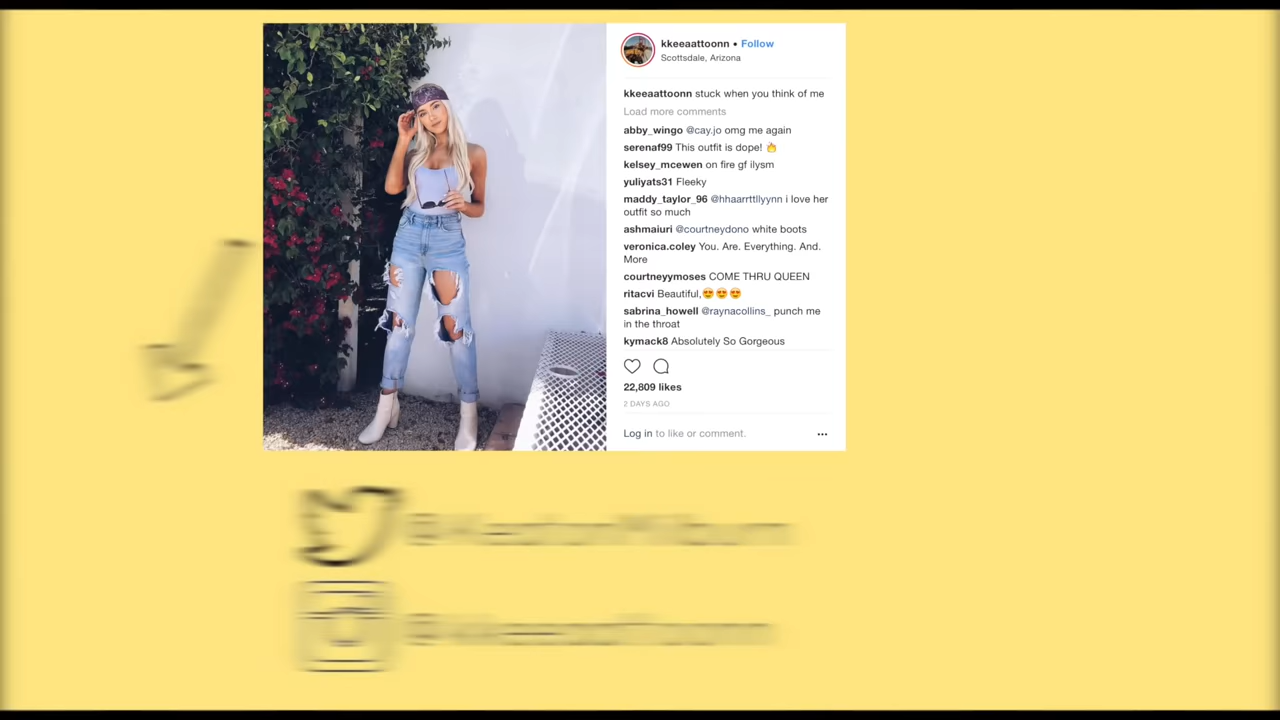 kkeeaattoonn • Follow
Scottsdale, Arizona
kkeeaattoonn stuck when you think of me
Load more comments
abby_wingo @cay.jo omg me again
serenaf99 This outfit is dope! 🔥
kelsey_mcewen on fire gf ilysm
yuliyats31 Fleeky
maddy_taylor_96 @hhaarrttllyynn i love her
outfit so much
ashmaiuri @courtneydono white boots
veronica.coley You. Are. Everything. And.
More
courtneyymoses COME THRU QUEEN
ritacvi Beautiful,😍😍😍
sabrina_howell @raynacollins_ punch me
in the throat
kymack8 Absolutely So Gorgeous
22,809 likes
2 DAYS AGO
Log in to like or comment.